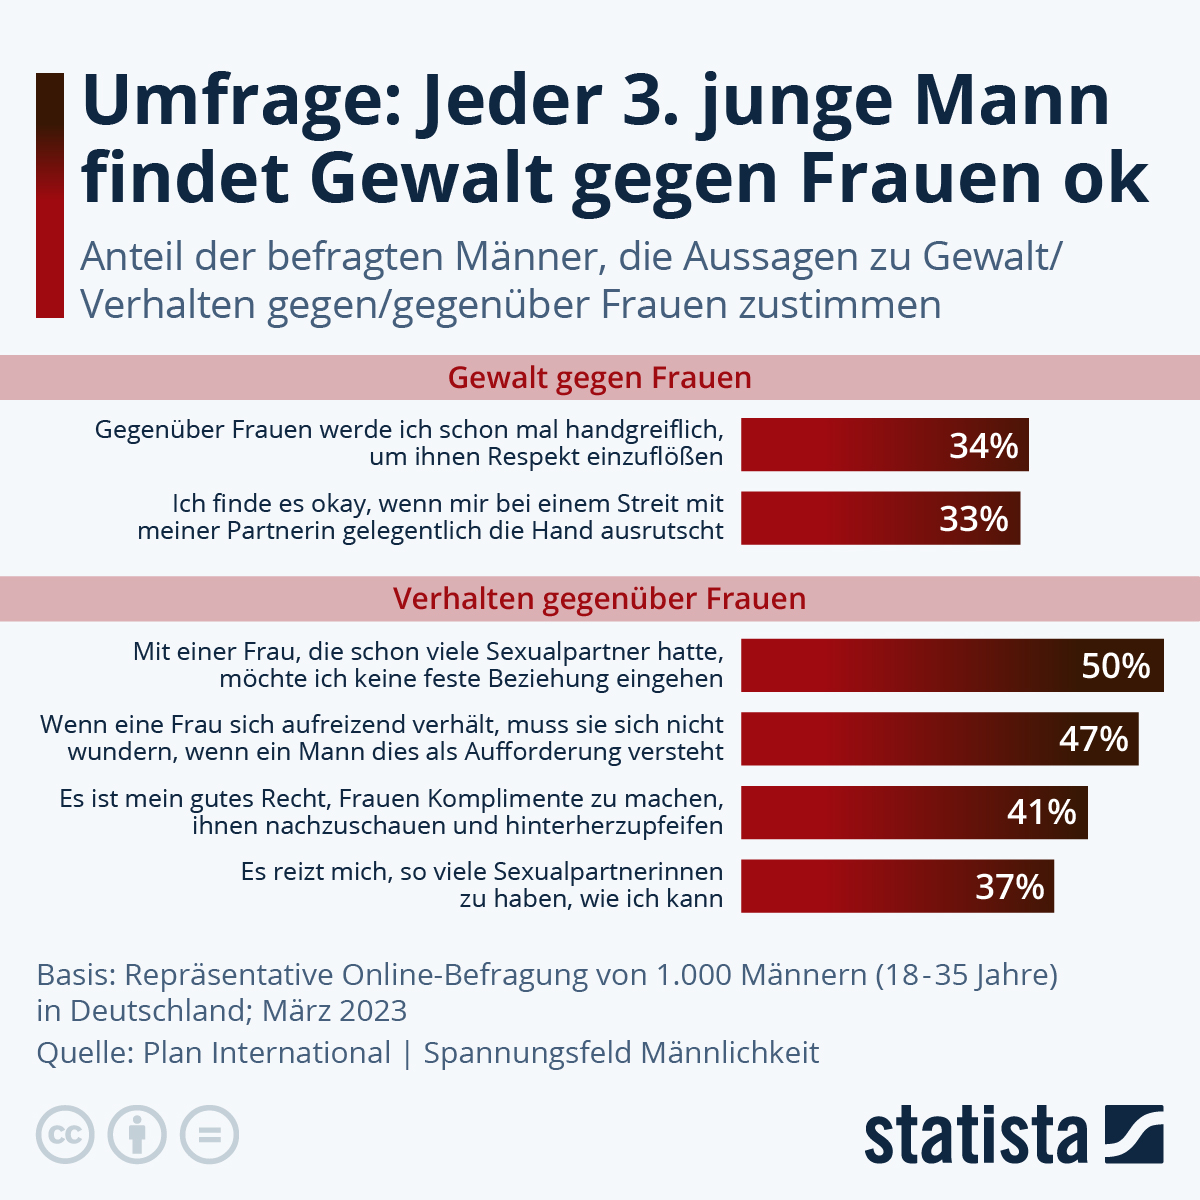 Umfrage: Jeder 3. junge Mann
findet Gewalt gegen Frauen ok
Anteil der befragten Männer, die Aussagen zu Gewalt/
Verhalten gegen/gegenüber Frauen zustimmen
Gewalt gegen Frauen
Gegenüber Frauen werde ich schon mal handgreiflich,
um ihnen Respekt einzuflößen
34%
Ich finde es okay, wenn mir bei einem Streit mit
meiner Partnerin gelegentlich die Hand ausrutscht
33%
Verhalten gegenüber Frauen
Mit einer Frau, die schon viele Sexualpartner hatte,
möchte ich keine feste Beziehung eingehen
50%
Wenn eine Frau sich aufreizend verhält, muss sie sich nicht
wundern, wenn ein Mann dies als Aufforderung versteht
47%
Es ist mein gutes Recht, Frauen Komplimente zu machen,
ihnen nachzuschauen und hinterherzupfeifen
41%
Es reizt mich, so viele Sexualpartnerinnen
zu haben, wie ich kann
37%
Basis: Repräsentative Online-Befragung von 1.000 Männern (18-35 Jahre)
in Deutschland; März 2023
Quelle: Plan International | Spannungsfeld Männlichkeit
cc
statista